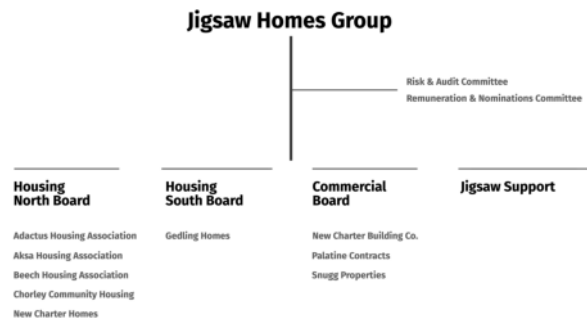 Jigsaw Homes Group
Risk & Audit Committee
Remuneration & Nominations Committee
Housing
North Board
Adactus Housing Association
Aksa Housing Association
Beech Housing Association
Chorley Community Housing
New Charter Homes
Housing
South Board
Gedling Homes
Commercial
Board
New Charter Building Co.
Palatine Contracts
Snugg Properties
Jigsaw Support